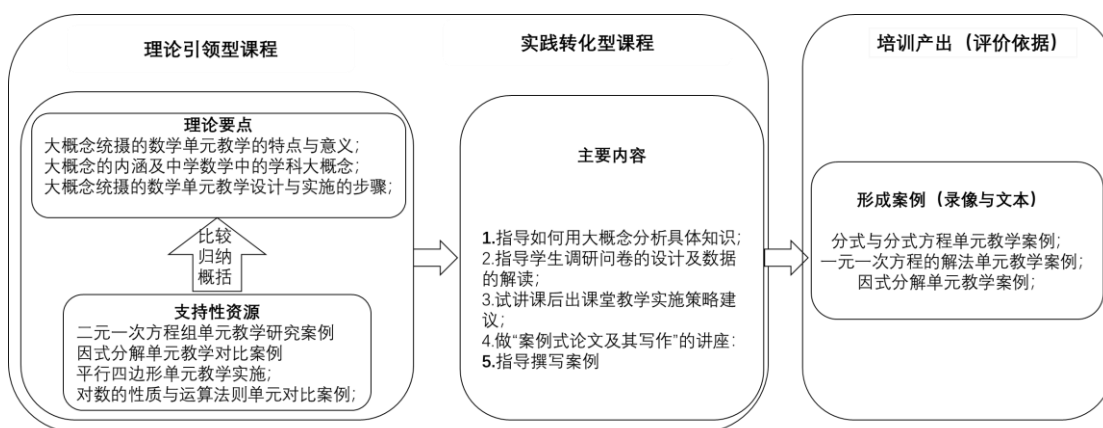 理论引领型课程
理论要点
大概念统摄的数学单元教学的特点与意义;
大概念的内涵及中学数学中的学科大概念;
大概念统摄的数学单元教学设计与实施的步骤;
比较
归纳
概括
支持性资源
二元一次方程组单元教学研究案例
因式分解单元教学对比案例
平行四边形单元教学实施;
对数的性质与运算法则单元对比案例;
实践转化型课程
主要内容
1.指导如何用大概念分析具体知识;
2.指导学生调研问卷的设计及数据
的解读;
3.试讲课后出课堂教学实施策略建
议;
4.做“案例式论文及其写作”的讲座:
5.指导撰写案例
培训产出（评价依据）
形成案例（录像与文本）
分式与分式方程单元教学案例;
一元一次方程的解法单元教学案例;
因式分解单元教学案例;